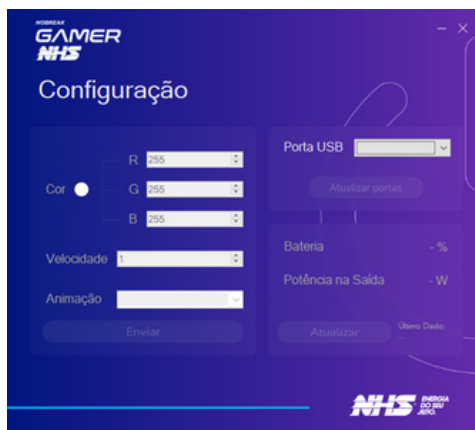 NOBREAK
GAMER
NHS
Configuração
Cor
R 255
G 255
B 255
Velocidade 1
Animação
Enviar
Porta USB
Atualizar portas
Bateria - %
Potência na Saída - W
Atualizar
Último Dado:
NHS
ENERGIA
DO SEU
JEITO.